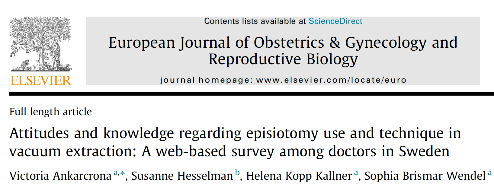 Contents lists available at ScienceDirect
European Journal of Obstetrics & Gynecology and
Reproductive Biology
journal homepage: www.elsevier.com/locate/euro
ELSEVIER
Full length article
Attitudes and knowledge regarding episiotomy use and technique in
vacuum extraction: A web-based survey among doctors in Sweden
Victoria Ankarcrona a,*, Susanne Hesselman b, Helena Kopp Kallner a, Sophia Brismar Wendel a